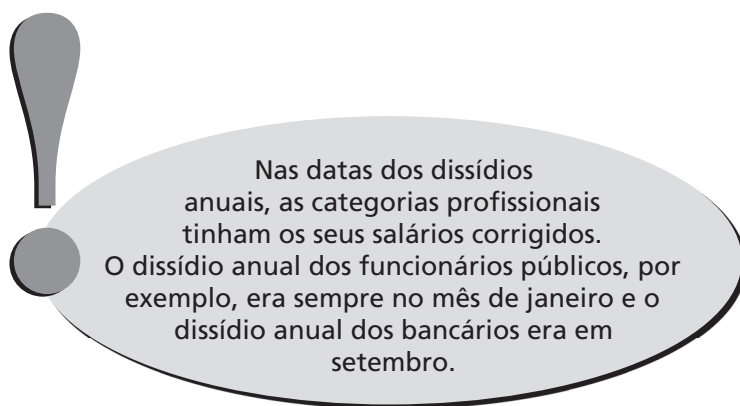 Nas datas dos dissídios
anuais, as categorias profissionais
tinham os seus salários corrigidos.
O dissídio anual dos funcionários públicos, por
exemplo, era sempre no mês de janeiro e o
dissídio anual dos bancários era em
setembro.